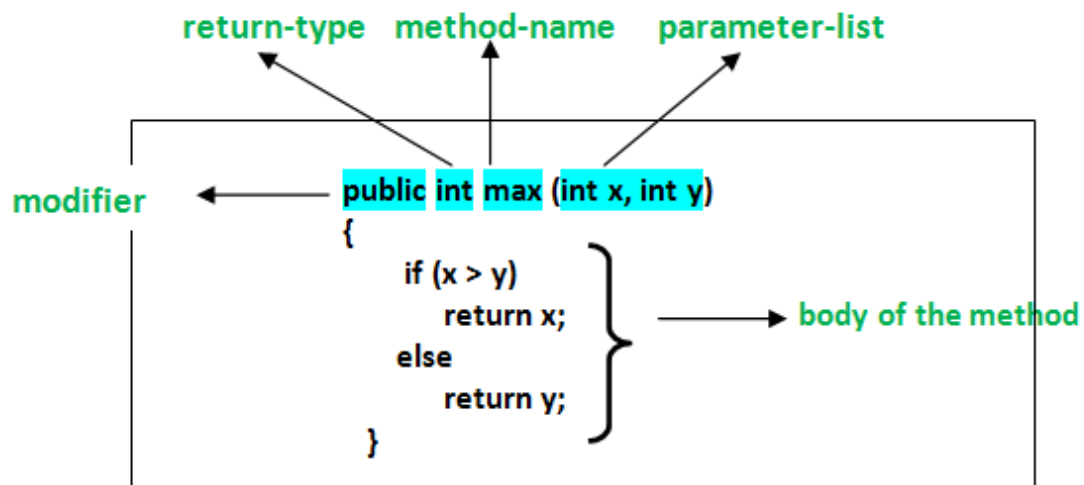 return-type method-name parameter-list
modifier
public int max (int x, int y)
{
if (x > y)
return x;
else
return y;
}
body of the method